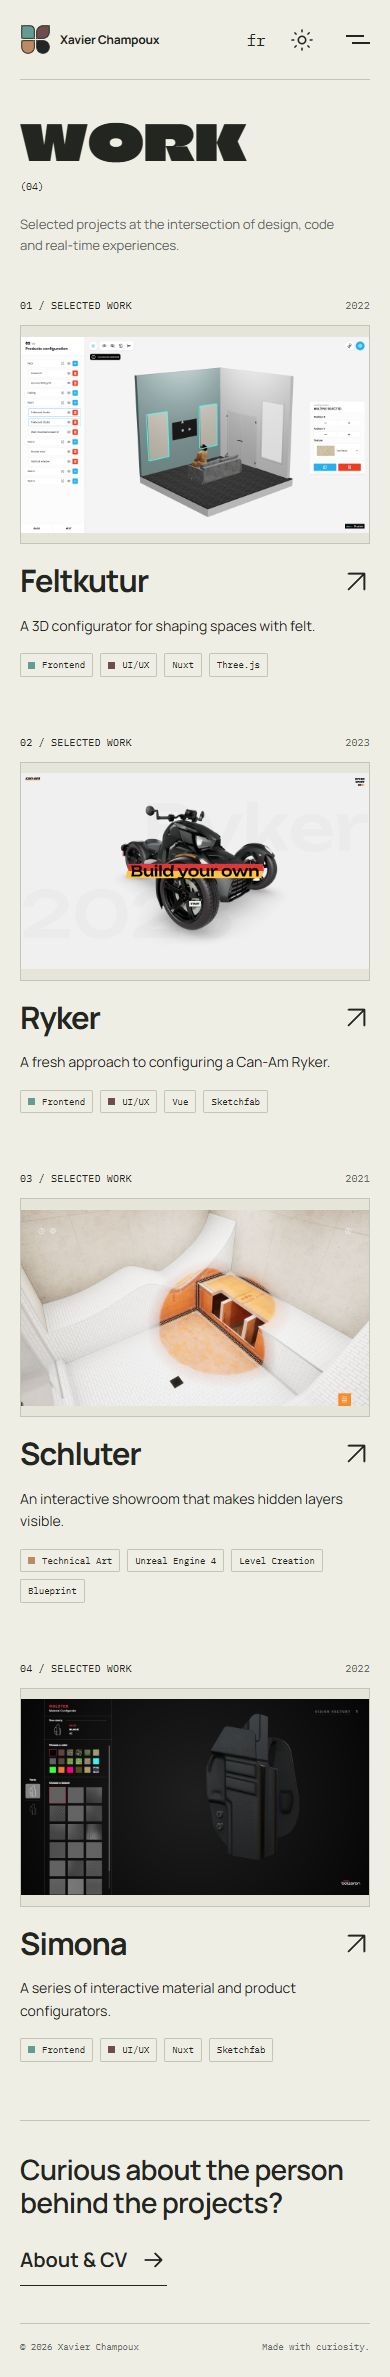 Xavier Champoux
fr
WORK
(04)
Selected projects at the intersection of design, code
and real-time experiences.
01 / SELECTED WORK 2022
Products configuration
Feltkutur
A 3D configurator for shaping spaces with felt.
Frontend UI/UX Nuxt Three.js
02 / SELECTED WORK 2023
Ryker
2023
Build your own
Ryker
A fresh approach to configuring a Can-Am Ryker.
Frontend UI/UX Vue Sketchfab
03 / SELECTED WORK 2021
Schluter
An interactive showroom that makes hidden layers
visible.
Technical Art Unreal Engine 4 Level Creation
Blueprint
04 / SELECTED WORK 2022
Simona
A series of interactive material and product
configurators.
Frontend UI/UX Nuxt Sketchfab
Curious about the person
behind the projects?
About & CV
© 2026 Xavier Champoux Made with curiosity.